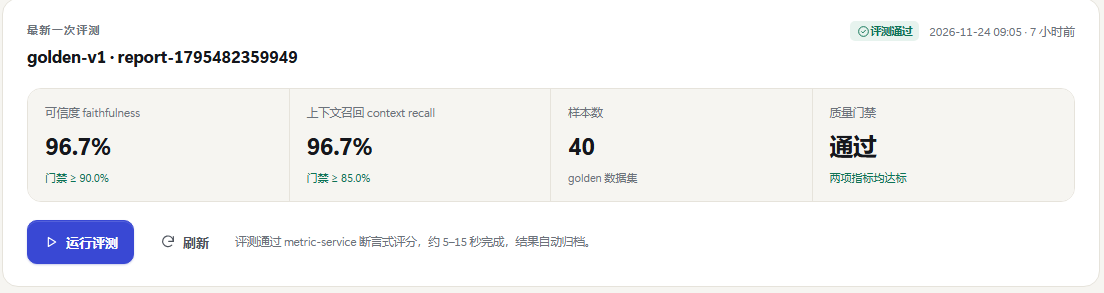 最新一次评测
评测通过 2026-11-24 09:05 · 7 小时前
golden-v1 · report-1795482359949
可信度 faithfulness
96.7%
门禁 ≥ 90.0%
上下文召回 context recall
96.7%
门禁 ≥ 85.0%
样本数
40
golden 数据集
质量门禁
通过
两项指标均达标
运行评测 刷新 评测通过 metric-service 断言式评分，约 5–15 秒完成，结果自动归档。